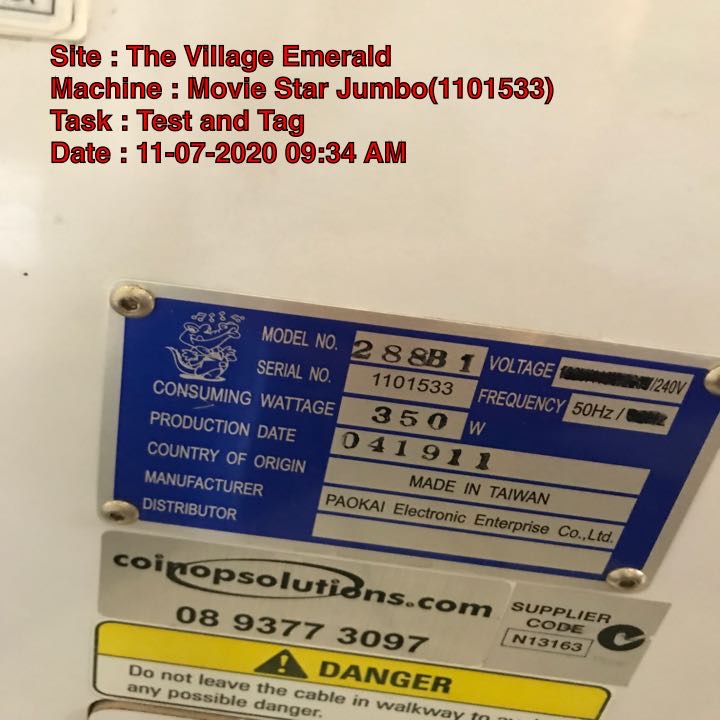 Site : The Village Emerald
Machine : Movie Star Jumbo(1101533)
Task : Test and Tag
Date : 11-07-2020 09:34 AM
MODEL NO. 288B1 VOLTAGE /240V
SERIAL NO. 1101533 FREQUENCY 50Hz /
CONSUMING WATTAGE 350 W
PRODUCTION DATE 041911
COUNTRY OF ORIGIN MADE IN TAIWAN
MANUFACTURER PAOKAI Electronic Enterprise Co.,Ltd.
DISTRIBUTOR
coinopsolutions.com
08 9377 3097
SUPPLIER
CODE
N13163
DANGER
Do not leave the cable in walkway to
any possible danger.